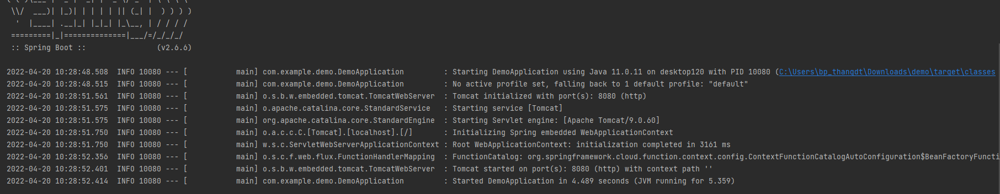 \\/  ___)| |_)| | | | | || (_| |  ) ) ) )
  '  |____| .__|_| |_|_| |_\__, | / / / /
 =========|_|==============|___/=/_/_/_/
 :: Spring Boot ::                (v2.6.6)
2022-04-20 10:28:48.508  INFO 10080 --- [           main] com.example.demo.DemoApplication         : Starting DemoApplication using Java 11.0.11 on desktop120 with PID 10080 (C:\Users\bp_thanqdt\Downloads\demo\target\classes
2022-04-20 10:28:48.515  INFO 10080 --- [           main] com.example.demo.DemoApplication         : No active profile set, falling back to 1 default profile: "default"
2022-04-20 10:28:51.561  INFO 10080 --- [           main] o.s.b.w.embedded.tomcat.TomcatWebServer  : Tomcat initialized with port(s): 8080 (http)
2022-04-20 10:28:51.575  INFO 10080 --- [           main] o.apache.catalina.core.StandardService   : Starting service [Tomcat]
2022-04-20 10:28:51.575  INFO 10080 --- [           main] org.apache.catalina.core.StandardEngine  : Starting Servlet engine: [Apache Tomcat/9.0.60]
2022-04-20 10:28:51.750  INFO 10080 --- [           main] o.a.c.c.C.[Tomcat].[localhost].[/]       : Initializing Spring embedded WebApplicationContext
2022-04-20 10:28:51.750  INFO 10080 --- [           main] w.s.c.ServletWebServerApplicationContext : Root WebApplicationContext: initialization completed in 3161 ms
2022-04-20 10:28:52.356  INFO 10080 --- [           main] o.s.c.f.web.flux.FunctionHandlerMapping  : FunctionCatalog: org.springframework.cloud.function.context.config.ContextFunctionCatalogAutoConfiguration$BeanFactoryFuncti
2022-04-20 10:28:52.401  INFO 10080 --- [           main] o.s.b.w.embedded.tomcat.TomcatWebServer  : Tomcat started on port(s): 8080 (http) with context path ''
2022-04-20 10:28:52.414  INFO 10080 --- [           main] com.example.demo.DemoApplication         : Started DemoApplication in 4.489 seconds (JVM running for 5.359)